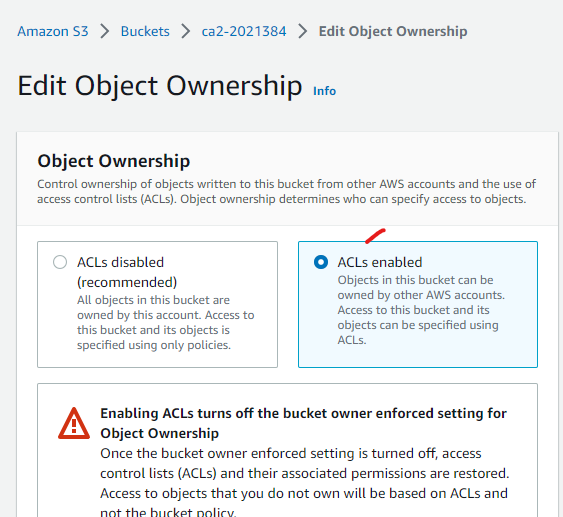 Amazon S3 > Buckets > ca2-2021384 > Edit Object Ownership
Edit Object Ownership Info
Object Ownership
Control ownership of objects written to this bucket from other AWS accounts and the use of
access control lists (ACLs). Object ownership determines who can specify access to objects.
ACLs disabled
(recommended)
All objects in this bucket are
owned by this account. Access to
this bucket and its objects is
specified using only policies.
ACLs enabled
Objects in this bucket can be
owned by other AWS accounts.
Access to this bucket and its
objects can be specified using
ACLs.
Enabling ACLs turns off the bucket owner enforced setting for
Object Ownership
Once the bucket owner enforced setting is turned off, access
control lists (ACLs) and their associated permissions are restored.
Access to objects that you do not own will be based on ACLs and
not the bucket policy.